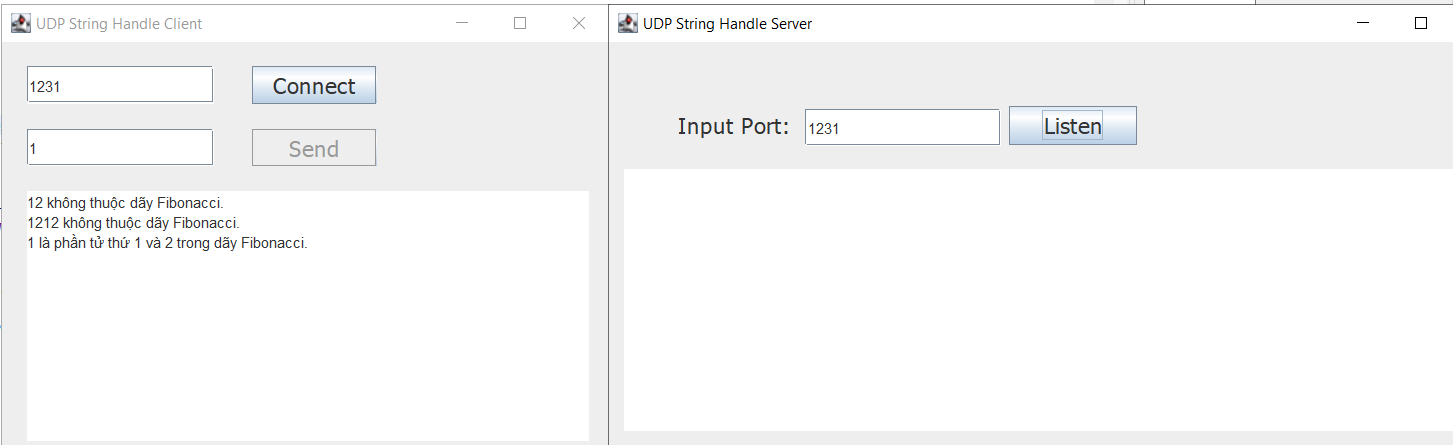 UDP String Handle Client
1231
Connect
1
Send
12 không thuộc dãy Fibonacci.
1212 không thuộc dãy Fibonacci.
1 là phần tử thứ 1 và 2 trong dãy Fibonacci.
UDP String Handle Server
Input Port:
1231
Listen